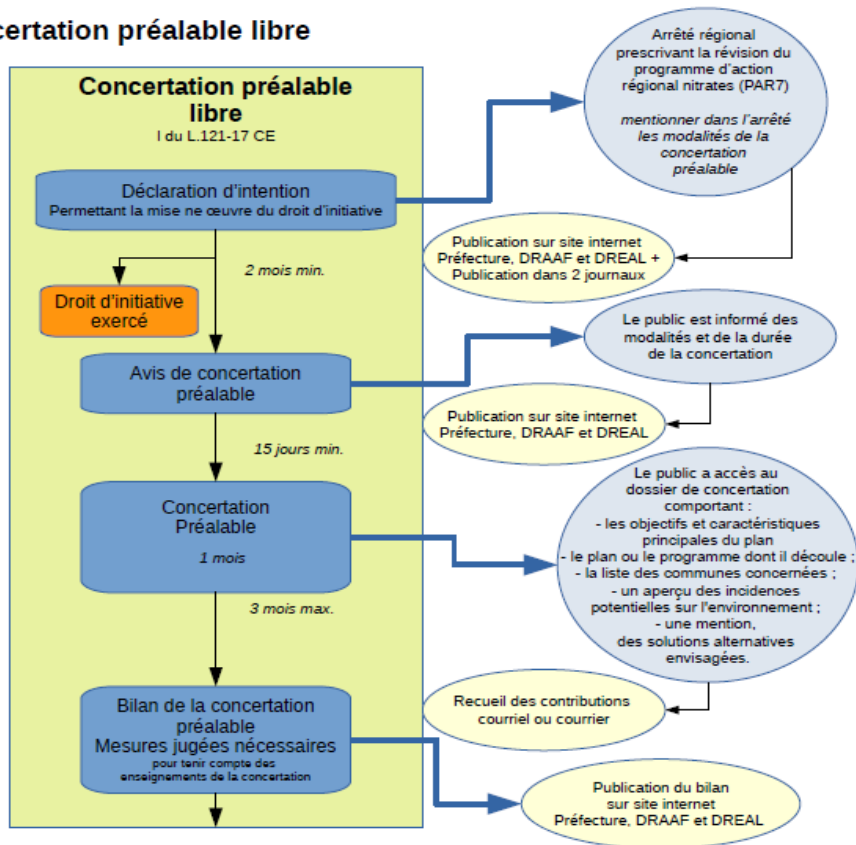 certation préalable libre
Concertation préalable
libre
I du L.121-17 CE
Déclaration d'intention
Permettant la mise ne œuvre du droit d'initiative
2 mois min.
Droit d'initiative
exercé
Avis de concertation
préalable
15 jours min.
Concertation
Préalable
1 mois
3 mois max.
Bilan de la concertation
préalable
Mesures jugées nécessaires
pour tenir compte des
enseignements de la concertation
Arrêté régional
prescrivant la révision du
programme d'action
régional nitrates (PAR7)
mentionner dans l'arrêté
les modalités de la
concertation
préalable
Publication sur site internet
Préfecture, DRAAF et DREAL +
Publication dans 2 journaux
Le public est informé des
modalités et de la durée
de la concertation
Publication sur site internet
Préfecture, DRAAF et DREAL
Le public a accès au
dossier de concertation
comportant :
- les objectifs et caractéristiques
principales du plan
- le plan ou le programme dont il découle ;
- la liste des communes concernées ;
- un aperçu des incidences
potentielles sur l'environnement ;
- une mention,
des solutions alternatives
envisagées.
Recueil des contributions
courriel ou courrier
Publication du bilan
sur site internet
Préfecture, DRAAF et DREAL